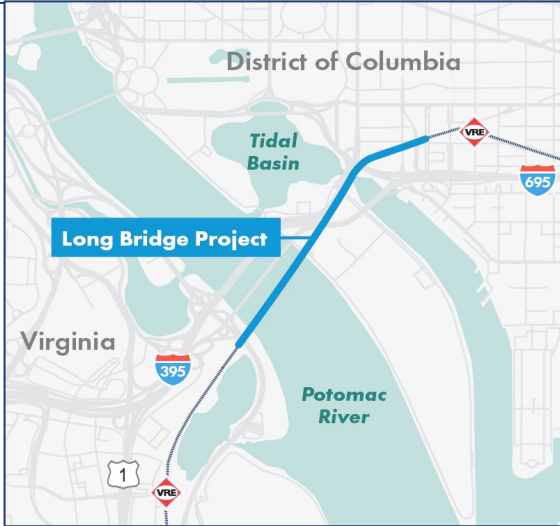 District of Columbia
Tidal
Basin
VRE
695
Long Bridge Project
Virginia
395
Potomac
River
1
VRE